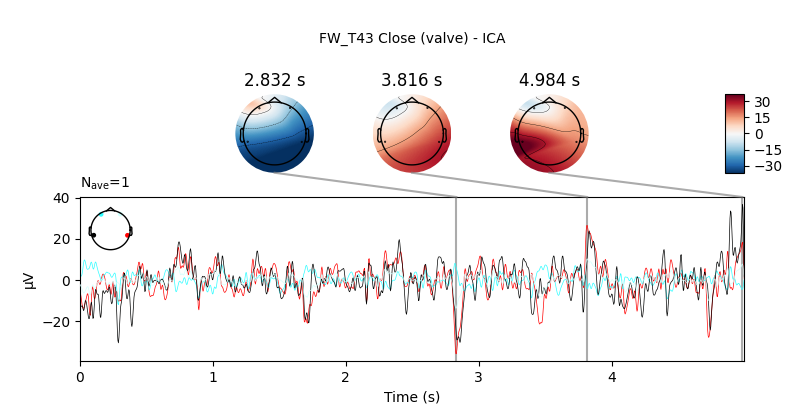 FW_T43 Close (valve) - ICA
2.832 s
3.816 s
4.984 s
30
15
0
−15
−30
Nave=1
40
20
0
−20
µV
0
1
2
3
4
Time (s)